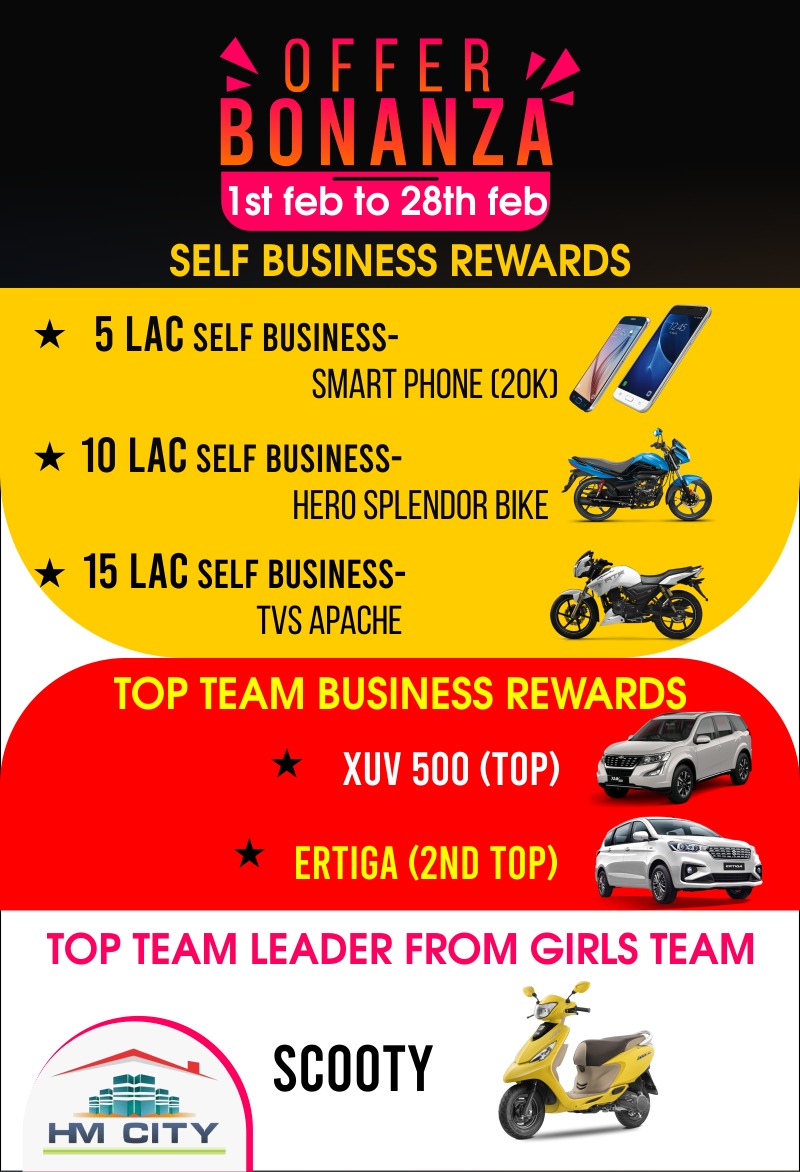 OFFER
BONANZA
1st feb to 28th feb
SELF BUSINESS REWARDS
★ 5 LAC SELF BUSINESS-
SMART PHONE (20K)
★ 10 LAC SELF BUSINESS-
HERO SPLENDOR BIKE
★ 15 LAC SELF BUSINESS-
TVS APACHE
TOP TEAM BUSINESS REWARDS
★ XUV 500 (TOP)
★ ERTIGA (2ND TOP)
TOP TEAM LEADER FROM GIRLS TEAM
SCOOTY
HM CITY